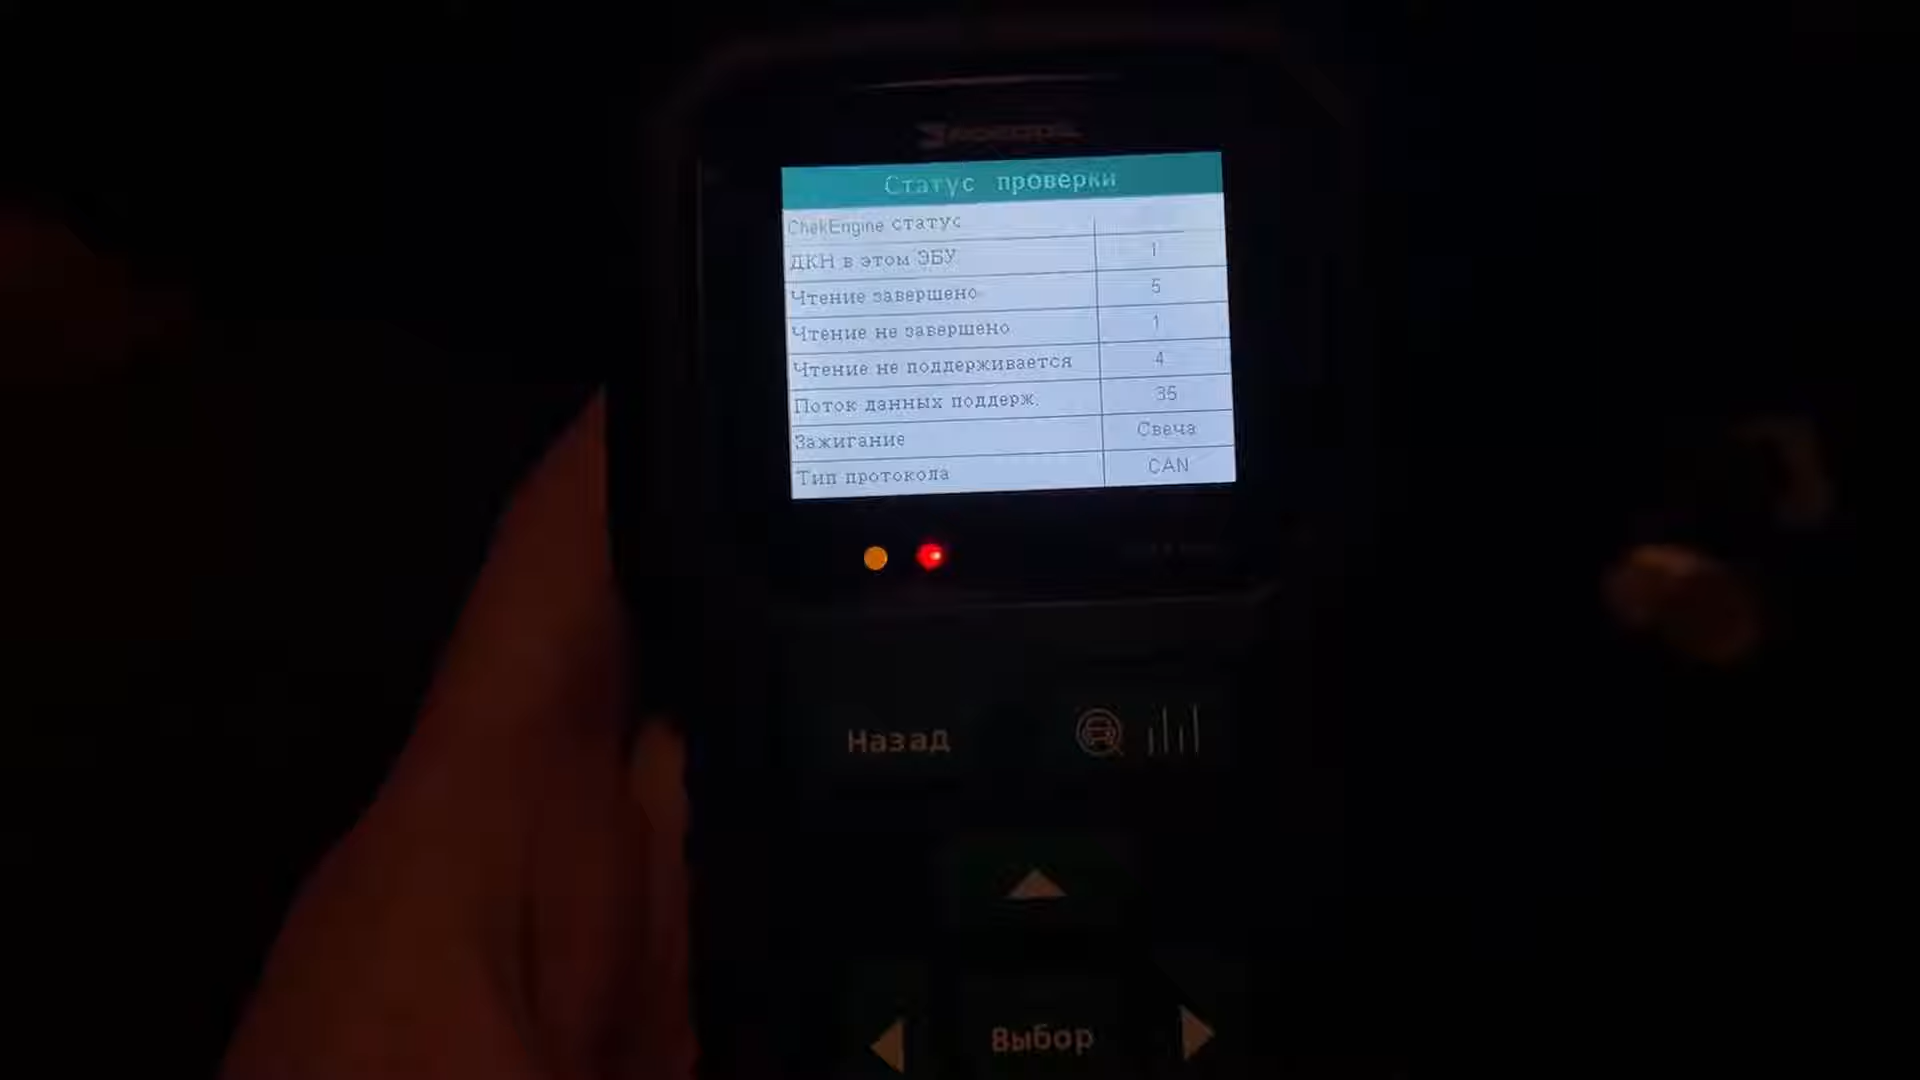 Статус проверки
ChekEngine статус
ДКН в этом ЭБУ 1
Чтение завершено 5
Чтение не завершено 1
Чтение не поддерживается 4
Поток данных поддерж. 35
Зажигание Свеча
Тип протокола CAN
Назад
Выбор